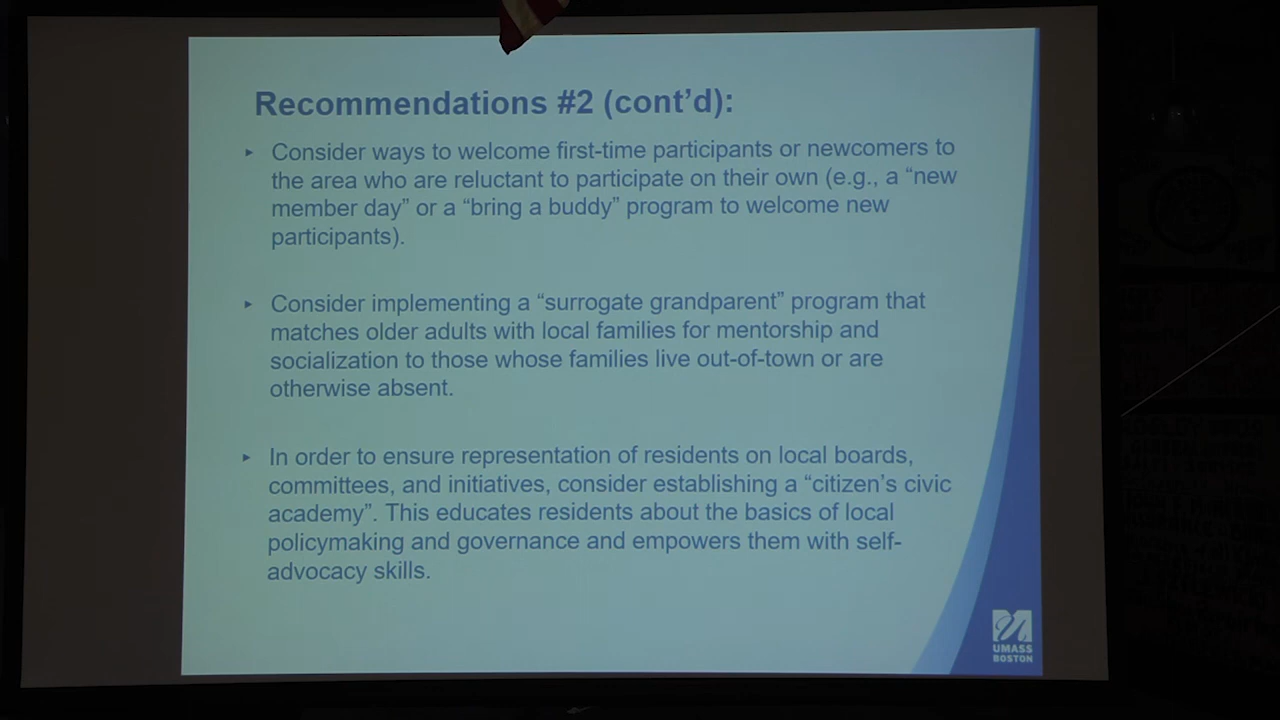 Recommendations #2 (cont’d):
‣ Consider ways to welcome first-time participants or newcomers to
the area who are reluctant to participate on their own (e.g., a “new
member day” or a “bring a buddy” program to welcome new
participants).
‣ Consider implementing a “surrogate grandparent” program that
matches older adults with local families for mentorship and
socialization to those whose families live out-of-town or are
otherwise absent.
‣ In order to ensure representation of residents on local boards,
committees, and initiatives, consider establishing a “citizen’s civic
academy”. This educates residents about the basics of local
policymaking and governance and empowers them with self-
advocacy skills.
UMASS
BOSTON